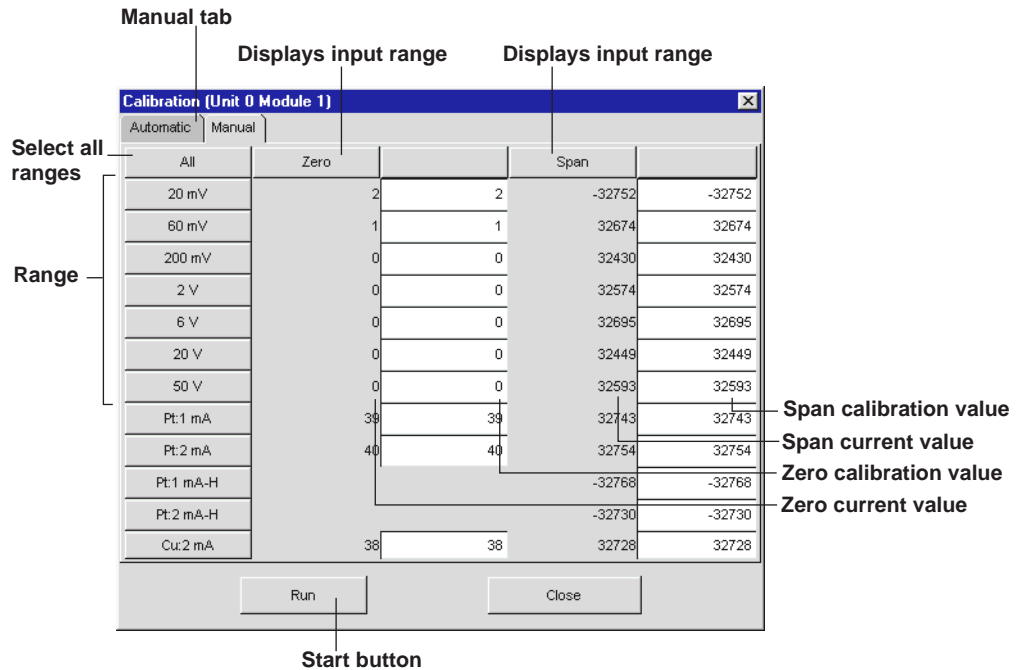 Manual tab
Displays input range Displays input range
Calibration (Unit 0 Module 1)
Automatic Manual
Select all ranges
All Zero Span
20 mV 2 2 -32752 -32752
60 mV 1 1 32674 32674
200 mV 0 0 32430 32430
Range
2 V 0 0 32574 32574
6 V 0 0 32695 32695
20 V 0 0 32449 32449
50 V 0 0 32593 32593
Pt:1 mA 39 39 32743 32743
Span calibration value
Pt:2 mA 40 40 32754 32754
Span current value
Zero calibration value
Pt:1 mA-H -32768 -32768
Zero current value
Pt:2 mA-H -32730 -32730
Cu:2 mA 38 38 32728 32728
Run Close
Start button